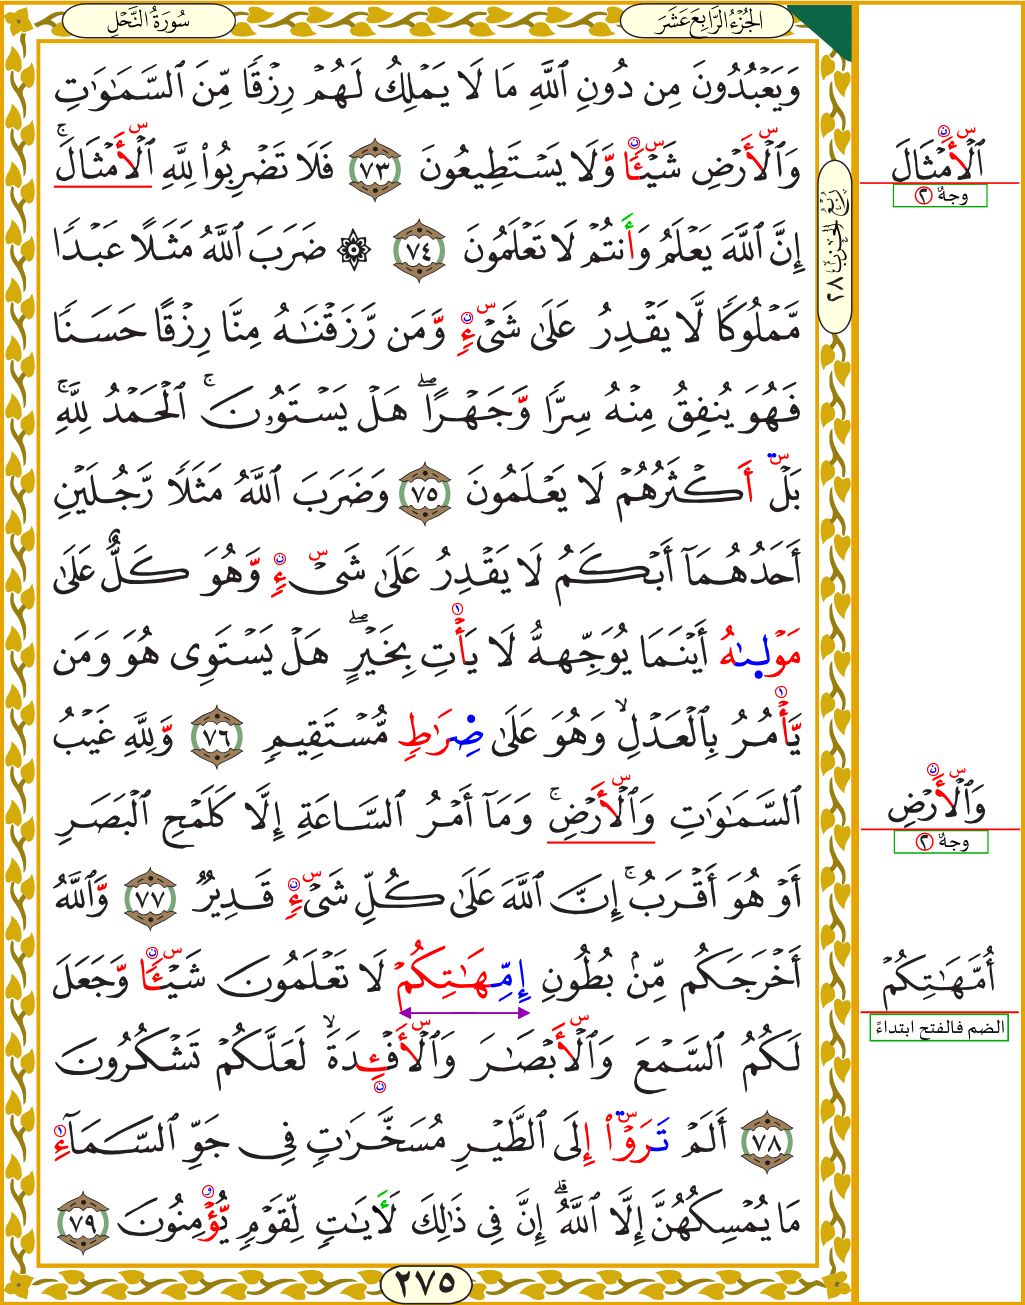 سُورَةُ النَّحْلِ
الجُزْءُ الرَّابِعَ عَشَرَ
وَيَعْبُدُونَ مِن دُونِ ٱللَّهِ مَا لَا يَمْلِكُ لَهُمْ رِزْقًا مِّنَ ٱلسَّمَٰوَٰتِ
وَٱلْأَرْضِ شَيْـًٔا وَّلَا يَسْتَطِيعُونَ ٧٣ فَلَا تَضْرِبُوا۟ لِلَّهِ ٱلْأَمْثَالَ ۚ
إِنَّ ٱللَّهَ يَعْلَمُ وَأَنتُمْ لَا تَعْلَمُونَ ٧٤ ۞ ضَرَبَ ٱللَّهُ مَثَلًا عَبْدًا
مَّمْلُوكًا لَّا يَقْدِرُ عَلَىٰ شَىْءٍ وَّمَن رَّزَقْنَـٰهُ مِنَّا رِزْقًا حَسَنًا
فَهُوَ يُنفِقُ مِنْهُ سِرًّا وَّجَهْرًا ۖ هَلْ يَسْتَوُۥنَ ۚ ٱلْحَمْدُ لِلَّهِ ۚ
بَلْ أَكْثَرُهُمْ لَا يَعْلَمُونَ ٧٥ وَضَرَبَ ٱللَّهُ مَثَلًا رَّجُلَيْنِ
أَحَدُهُمَآ أَبْكَمُ لَا يَقْدِرُ عَلَىٰ شَىْءٍ وَّهُوَ كَلٌّ عَلَىٰ
مَوْلَىٰهُ أَيْنَمَا يُوَجِّههُّ لَا يَأْتِ بِخَيْرٍ ۖ هَلْ يَسْتَوِى هُوَ وَمَن
يَّأْمُرُ بِٱلْعَدْلِ ۙ وَهُوَ عَلَىٰ صِرَٰطٍ مُّسْتَقِيمٍ ٧٦ وَّلِلَّهِ غَيْبُ
ٱلسَّمَٰوَٰتِ وَٱلْأَرْضِ ۚ وَمَآ أَمْرُ ٱلسَّاعَةِ إِلَّا كَلَمْحِ ٱلْبَصَرِ
أَوْ هُوَ أَقْرَبُ ۚ إِنَّ ٱللَّهَ عَلَىٰ كُلِّ شَىْءٍ قَدِيرٌ ٧٧ وَّٱللَّهُ
أَخْرَجَكُم مِّنۢ بُطُونِ إِمِّهَـٰتِكُمْ لَا تَعْلَمُونَ شَيْـًٔا وَّجَعَلَ
لَكُمُ ٱلسَّمْعَ وَٱلْأَبْصَـٰرَ وَٱلْأَفْـِٔدَةَ ۙ لَعَلَّكُمْ تَشْكُرُونَ
٧٨ أَلَمْ تَرَوْا۟ إِلَى ٱلطَّيْرِ مُسَخَّرَٰتٍ فِى جَوِّ ٱلسَّمَآءِ
مَا يُمْسِكُهُنَّ إِلَّا ٱللَّهُ ۗ إِنَّ فِى ذَٰلِكَ لَأَيَـٰتٍ لِّقَوْمٍ يُّؤْمِنُونَ ٧٩
٢٧٥
رُبْعُ الحِزْبِ ٢٨
ٱلْأَمْثَالَ
وجهٌ ٢
وَٱلْأَرْضِ
وجهٌ ٢
أُمَّهَـٰتِكُمْ
الضم فالفتح ابتداءً